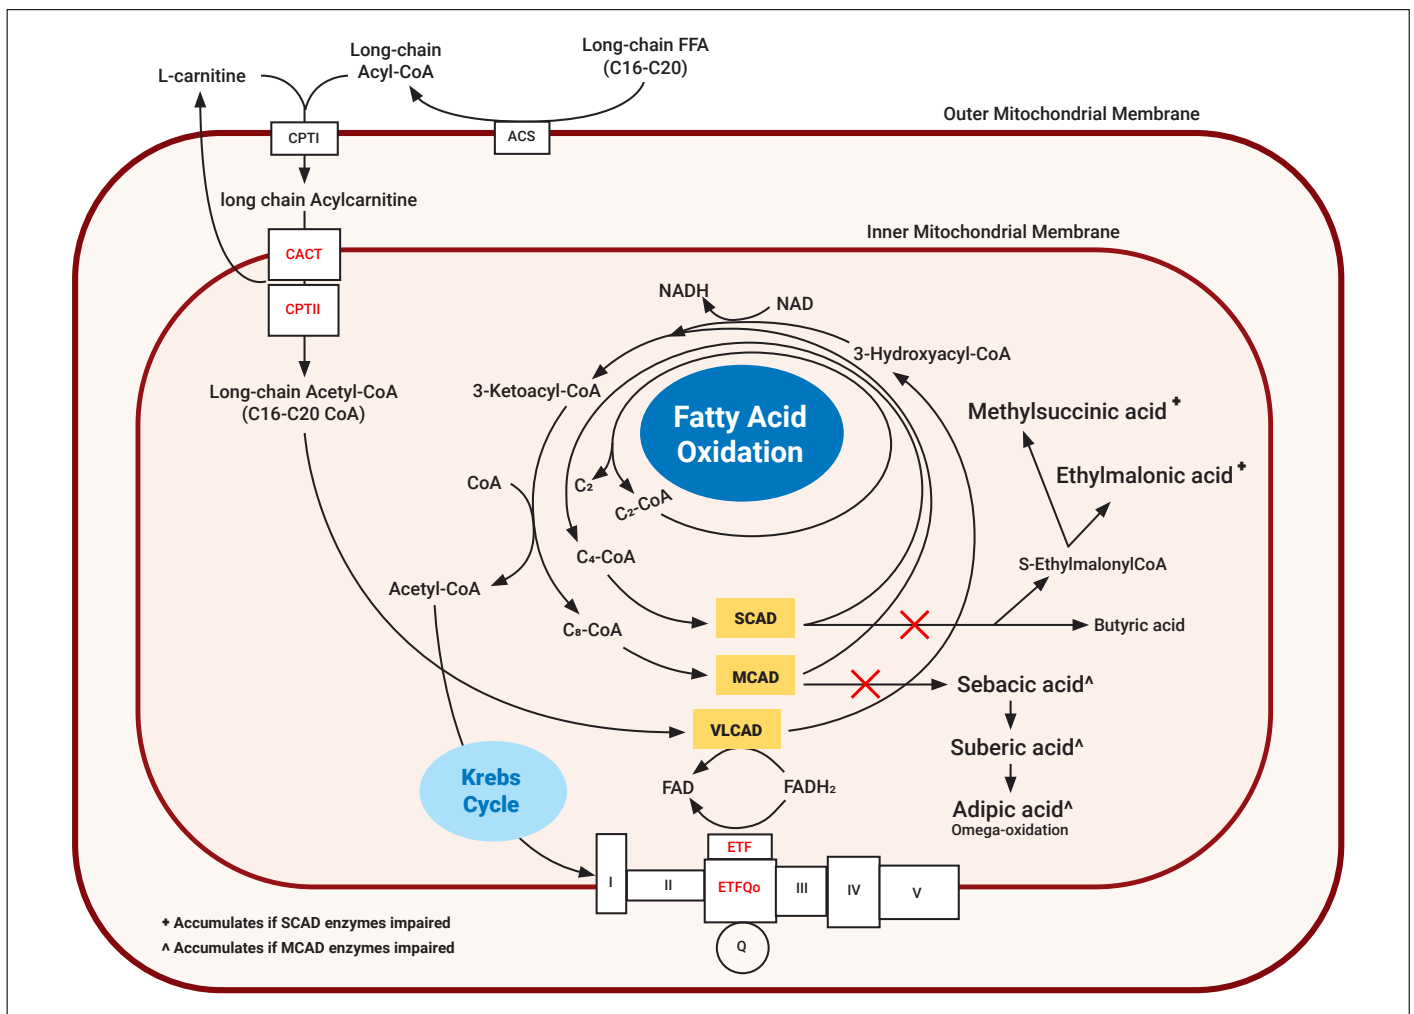 Long-chain FFA
(C16-C20)
Long-chain
Acyl-CoA
L-carnitine
Outer Mitochondrial Membrane
CPTI
ACS
long chain Acylcarnitine
Inner Mitochondrial Membrane
CACT
CPTII
NADH
NAD
3-Hydroxyacyl-CoA
Long-chain Acetyl-CoA
(C16-C20 CoA)
3-Ketoacyl-CoA
Fatty Acid
Oxidation
Methylsuccinic acid +
Ethylmalonic acid +
CoA
C₂
C₂-CoA
C₄-CoA
S-EthylmalonylCoA
Acetyl-CoA
C₈-CoA
SCAD
Butyric acid
MCAD
Sebacic acid^
VLCAD
Suberic acid^
Krebs
Cycle
FAD
FADH₂
Adipic acid^
Omega-oxidation
ETF
I
II
ETFQo
III
IV
V
Q
+ Accumulates if SCAD enzymes impaired
^ Accumulates if MCAD enzymes impaired